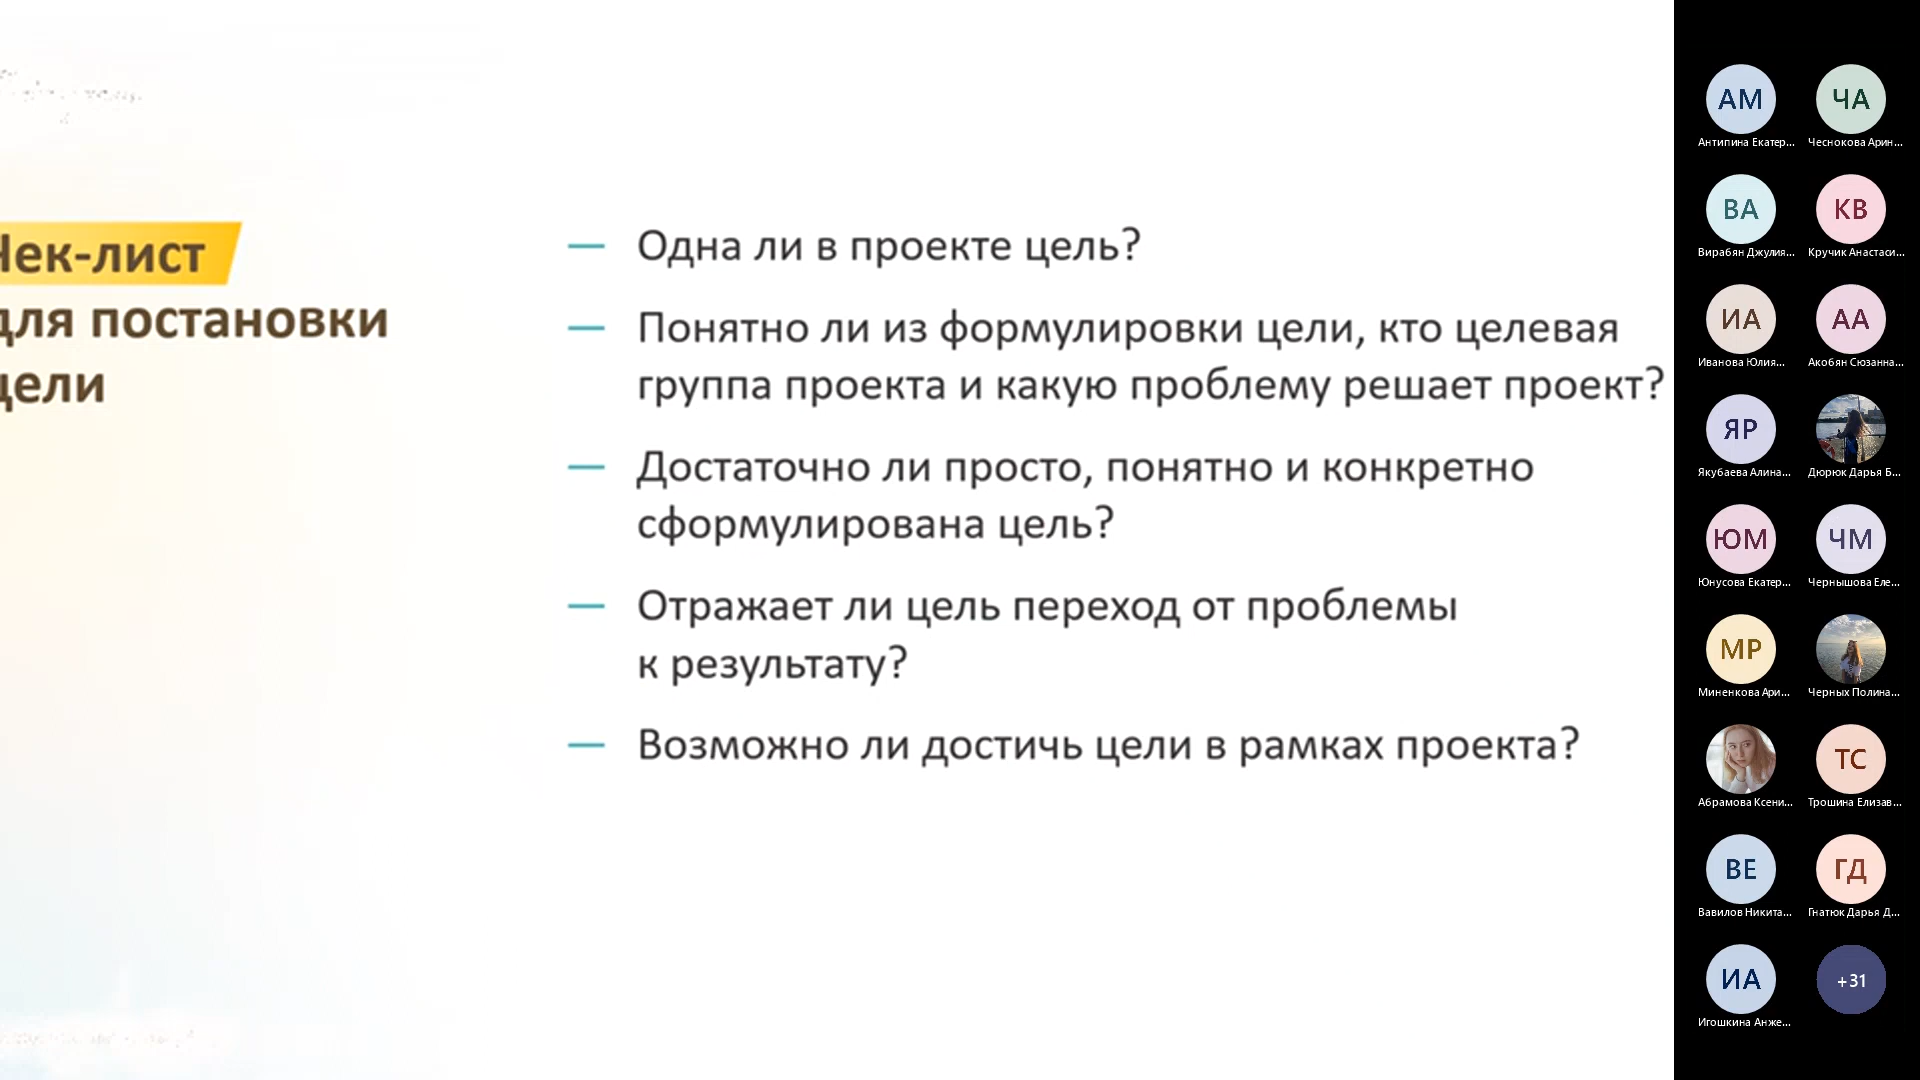 Чек-лист
для постановки
цели
— Одна ли в проекте цель?
— Понятно ли из формулировки цели, кто целевая
группа проекта и какую проблему решает проект?
— Достаточно ли просто, понятно и конкретно
сформулирована цель?
— Отражает ли цель переход от проблемы
к результату?
— Возможно ли достичь цели в рамках проекта?
АМ
ЧА
Антипина Екатер...
Чеснокова Арин...
ВА
КВ
Вирабян Джулия...
Кручик Анастаси...
ИА
АА
Иванова Юлия...
Акобян Сюзанна...
ЯР
Якубаева Алина...
Дюрюк Дарья Б...
ЮМ
ЧМ
Юнусова Екатер...
Чернышова Еле...
МР
Миненкова Ари...
Черных Полина...
ТС
Абрамова Ксени...
Трошина Елизав...
ВЕ
ГД
Вавилов Никита...
Гнатюк Дарья Д...
ИА
+31
Игошкина Анже...